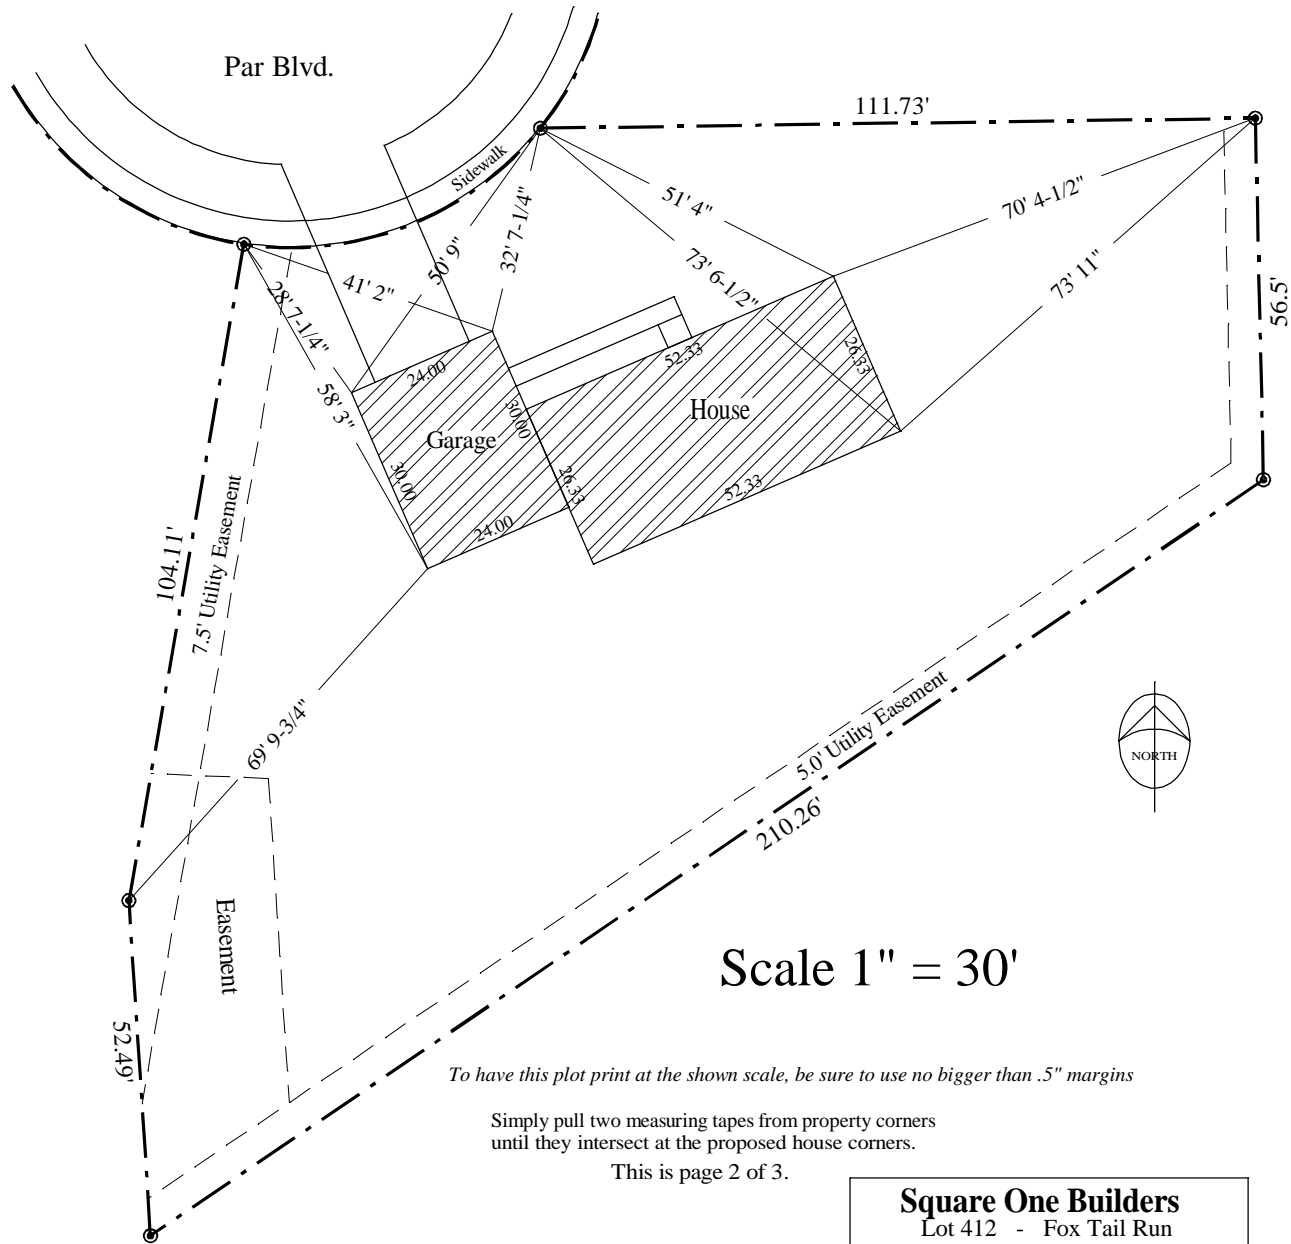 Par Blvd.
111.73'
Sidewalk
51' 4"
70' 4-1/2"
32' 7-1/4"
50' 9"
41' 2"
28' 7-1/4"
73' 6-1/2"
73' 11"
56.5'
58' 3"
24.00
52.33
26.33
House
30.00
Garage
30.00
26.33
52.33
24.00
104.11'
7.5' Utility Easement
69' 9-3/4"
5.0' Utility Easement
210.26'
NORTH
Easement
52.49'
Scale 1" = 30'
To have this plot print at the shown scale, be sure to use no bigger than .5" margins
Simply pull two measuring tapes from property corners
until they intersect at the proposed house corners.
This is page 2 of 3.
Square One Builders
Lot 412 - Fox Tail Run